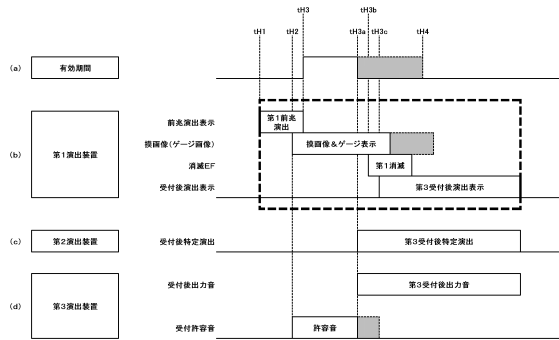 tH3 tH3b
tH1 tH2 tH3a tH3c tH4
(a) 有効期間
前兆演出表示 第1前兆
演出
(b) 第1演出装置 操画像(ゲージ画像) 操画像&ゲージ表示
消滅EF 第1消滅
受付後演出表示 第3受付後演出表示
(c) 第2演出装置 受付後特定演出 第3受付後特定演出
受付後出力音 第3受付後出力音
(d) 第3演出装置
受付許容音 許容音